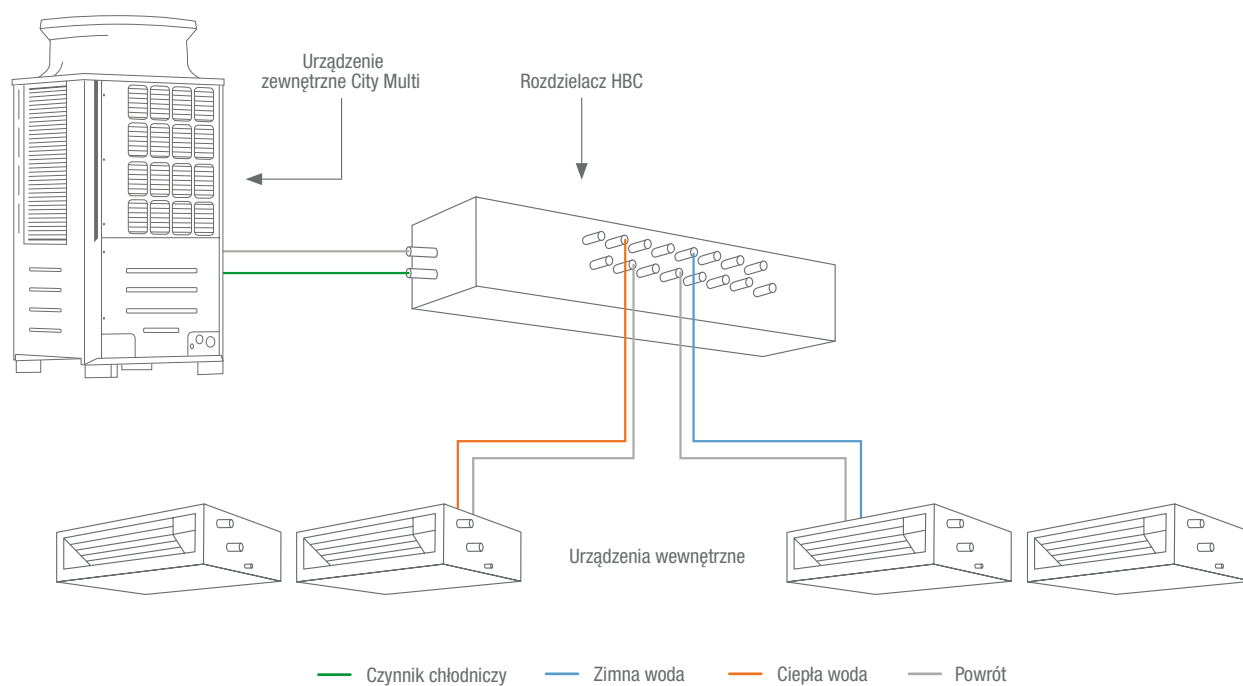 Urządzenie
zewnętrzne City Multi
Rozdzielacz HBC
Urządzenia wewnętrzne
Czynnik chłodniczy
Zimna woda
Ciepła woda
Powrót